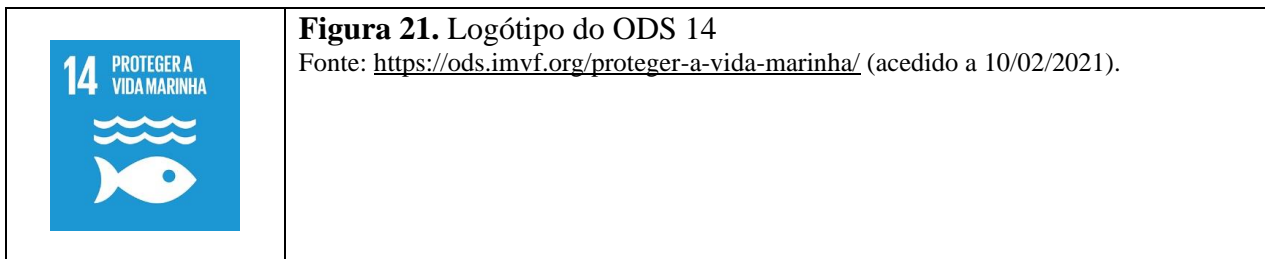 14 PROTEGER A
VIDA MARINHA
Figura 21. Logótipo do ODS 14
Fonte: https://ods.imvf.org/proteger-a-vida-marinha/ (acedido a 10/02/2021).